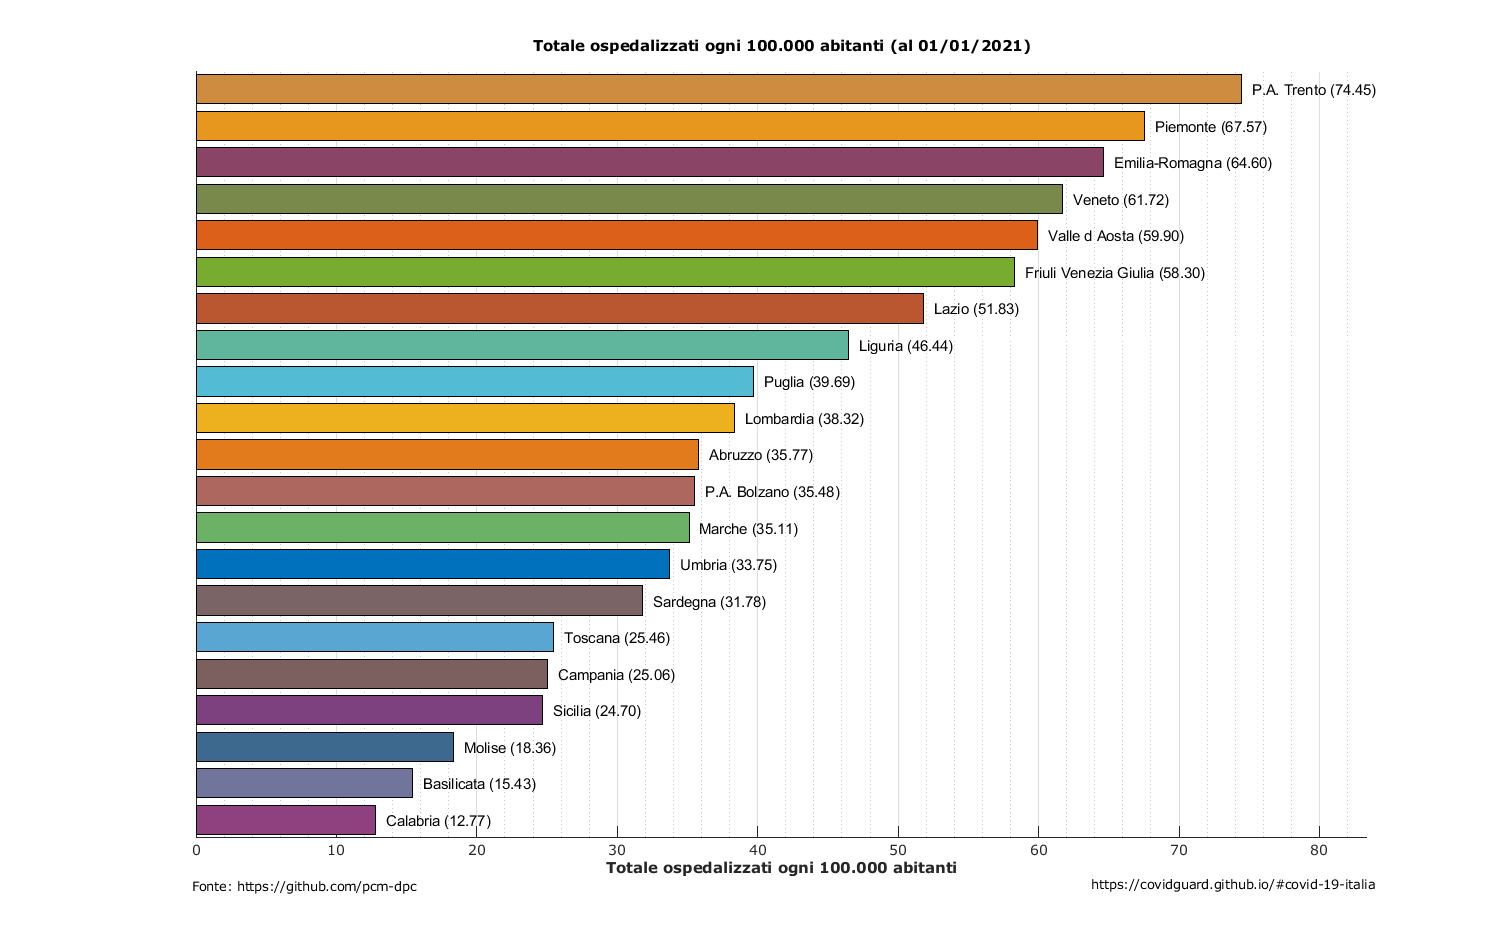 Totale ospedalizzati ogni 100.000 abitanti (al 01/01/2021)
P.A. Trento (74.45)
Piemonte (67.57)
Emilia-Romagna (64.60)
Veneto (61.72)
Valle d Aosta (59.90)
Friuli Venezia Giulia (58.30)
Lazio (51.83)
Liguria (46.44)
Puglia (39.69)
Lombardia (38.32)
Abruzzo (35.77)
P.A. Bolzano (35.48)
Marche (35.11)
Umbria (33.75)
Sardegna (31.78)
Toscana (25.46)
Campania (25.06)
Sicilia (24.70)
Molise (18.36)
Basilicata (15.43)
Calabria (12.77)
0 10 20 30 40 50 60 70 80
Totale ospedalizzati ogni 100.000 abitanti
Fonte: https://github.com/pcm-dpc
https://covidguard.github.io/#covid-19-italia